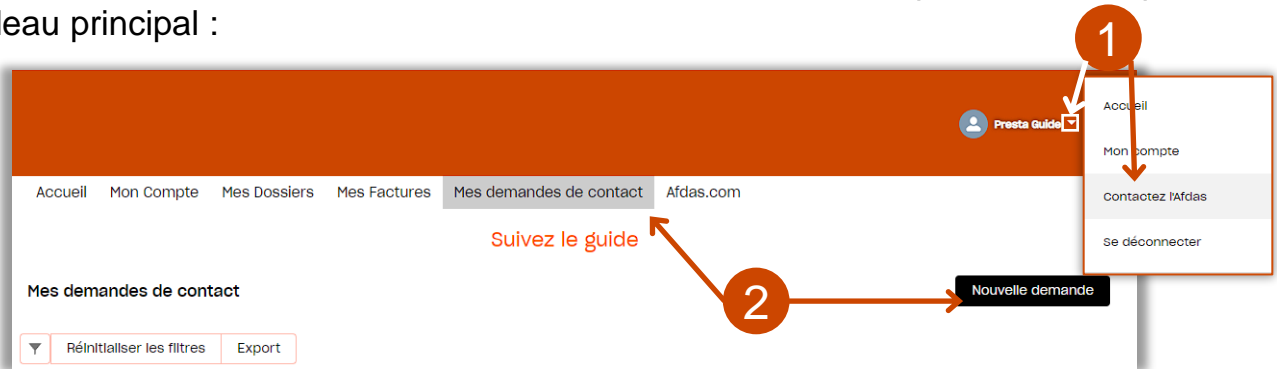 leau principal :
1
Presta Guide
Accueil
Mon compte
Contactez l'Afdas
Se déconnecter
Accueil Mon Compte Mes Dossiers Mes Factures Mes demandes de contact Afdas.com
Suivez le guide
Mes demandes de contact
2
Nouvelle demande
Réinitialiser les filtres Export